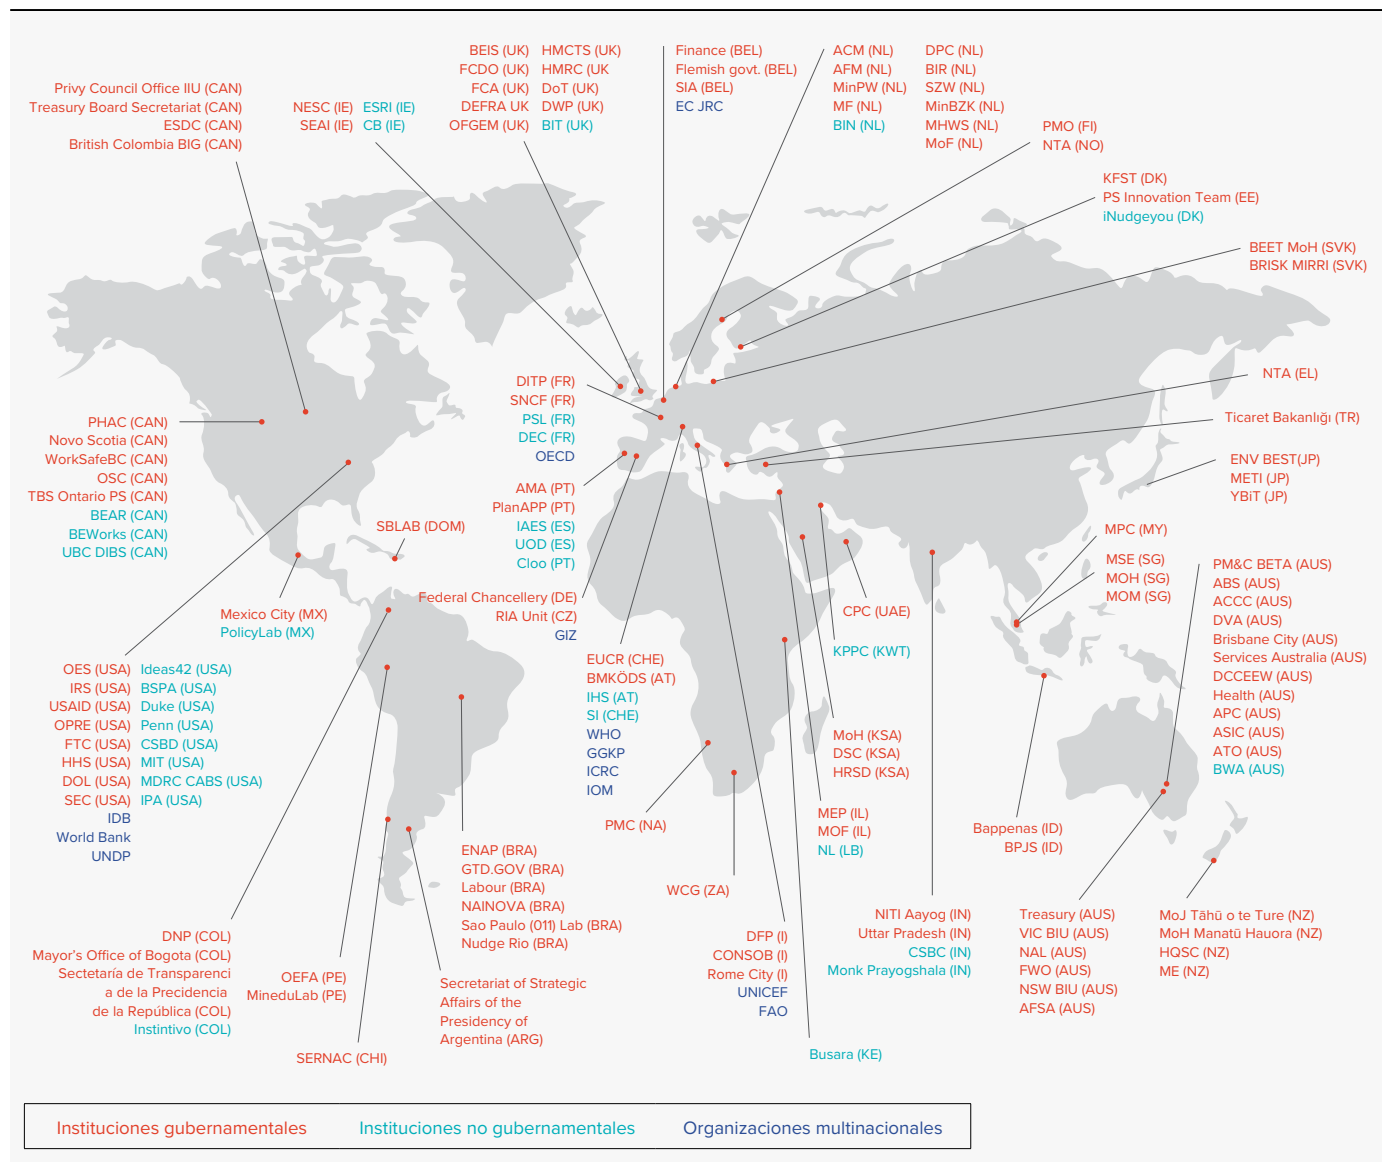 BEIS (UK)
FCDO (UK)
FCA (UK)
DEFRA UK
OFGEM (UK)
HMCTS (UK)
HMRC (UK
DoT (UK)
DWP (UK)
BIT (UK)
Finance (BEL)
Flemish govt. (BEL)
SIA (BEL)
EC JRC
ACM (NL)
AFM (NL)
MinPW (NL)
MF (NL)
BIN (NL)
DPC (NL)
BIR (NL)
SZW (NL)
MinBZK (NL)
MHWS (NL)
MoF (NL)
Privy Council Office IIU (CAN)
Treasury Board Secretariat (CAN)
ESDC (CAN)
British Colombia BIG (CAN)
NESC (IE)
SEAI (IE)
ESRI (IE)
CB (IE)
PMO (FI)
NTA (NO)
KFST (DK)
PS Innovation Team (EE)
iNudgeyou (DK)
BEET MoH (SVK)
BRISK MIRRI (SVK)
NTA (EL)
Ticaret Bakanlığı (TR)
ENV BEST(JP)
METI (JP)
YBiT (JP)
DITP (FR)
SNCF (FR)
PSL (FR)
DEC (FR)
OECD
PHAC (CAN)
Novo Scotia (CAN)
WorkSafeBC (CAN)
OSC (CAN)
TBS Ontario PS (CAN)
BEAR (CAN)
BEWorks (CAN)
UBC DIBS (CAN)
AMA (PT)
PlanAPP (PT)
IAES (ES)
UOD (ES)
Cloo (PT)
SBLAB (DOM)
MPC (MY)
MSE (SG)
MOH (SG)
MOM (SG)
PM&C BETA (AUS)
ABS (AUS)
ACCC (AUS)
DVA (AUS)
Brisbane City (AUS)
Services Australia (AUS)
DCCEEW (AUS)
Health (AUS)
APC (AUS)
ASIC (AUS)
ATO (AUS)
BWA (AUS)
Federal Chancellery (DE)
RIA Unit (CZ)
GIZ
Mexico City (MX)
PolicyLab (MX)
CPC (UAE)
KPPC (KWT)
EUCR (CHE)
BMKÖDS (AT)
IHS (AT)
SI (CHE)
WHO
GGKP
ICRC
IOM
OES (USA)
IRS (USA)
USAID (USA)
OPRE (USA)
FTC (USA)
HHS (USA)
DOL (USA)
SEC (USA)
IDB
World Bank
UNDP
Ideas42 (USA)
BSPA (USA)
Duke (USA)
Penn (USA)
CSBD (USA)
MIT (USA)
MDRC CABS (USA)
IPA (USA)
MoH (KSA)
DSC (KSA)
HRSD (KSA)
MEP (IL)
MOF (IL)
NL (LB)
PMC (NA)
Bappenas (ID)
BPJS (ID)
ENAP (BRA)
GTD.GOV (BRA)
Labour (BRA)
NAINOVA (BRA)
Sao Paulo (011) Lab (BRA)
Nudge Rio (BRA)
WCG (ZA)
DNP (COL)
Mayor's Office of Bogota (COL)
Sectetaría de Transparenci
a de la Precidencia
de la República (COL)
Instintivo (COL)
OEFA (PE)
MineduLab (PE)
Secretariat of Strategic
Affairs of the
Presidency of
Argentina (ARG)
SERNAC (CHI)
DFP (I)
CONSOB (I)
Rome City (I)
UNICEF
FAO
NITI Aayog (IN)
Uttar Pradesh (IN)
CSBC (IN)
Monk Prayogshala (IN)
Treasury (AUS)
VIC BIU (AUS)
NAL (AUS)
FWO (AUS)
NSW BIU (AUS)
AFSA (AUS)
MoJ Tāhū o te Ture (NZ)
MoH Manatū Hauora (NZ)
HQSC (NZ)
ME (NZ)
Busara (KE)
Instituciones gubernamentales
Instituciones no gubernamentales
Organizaciones multinacionales